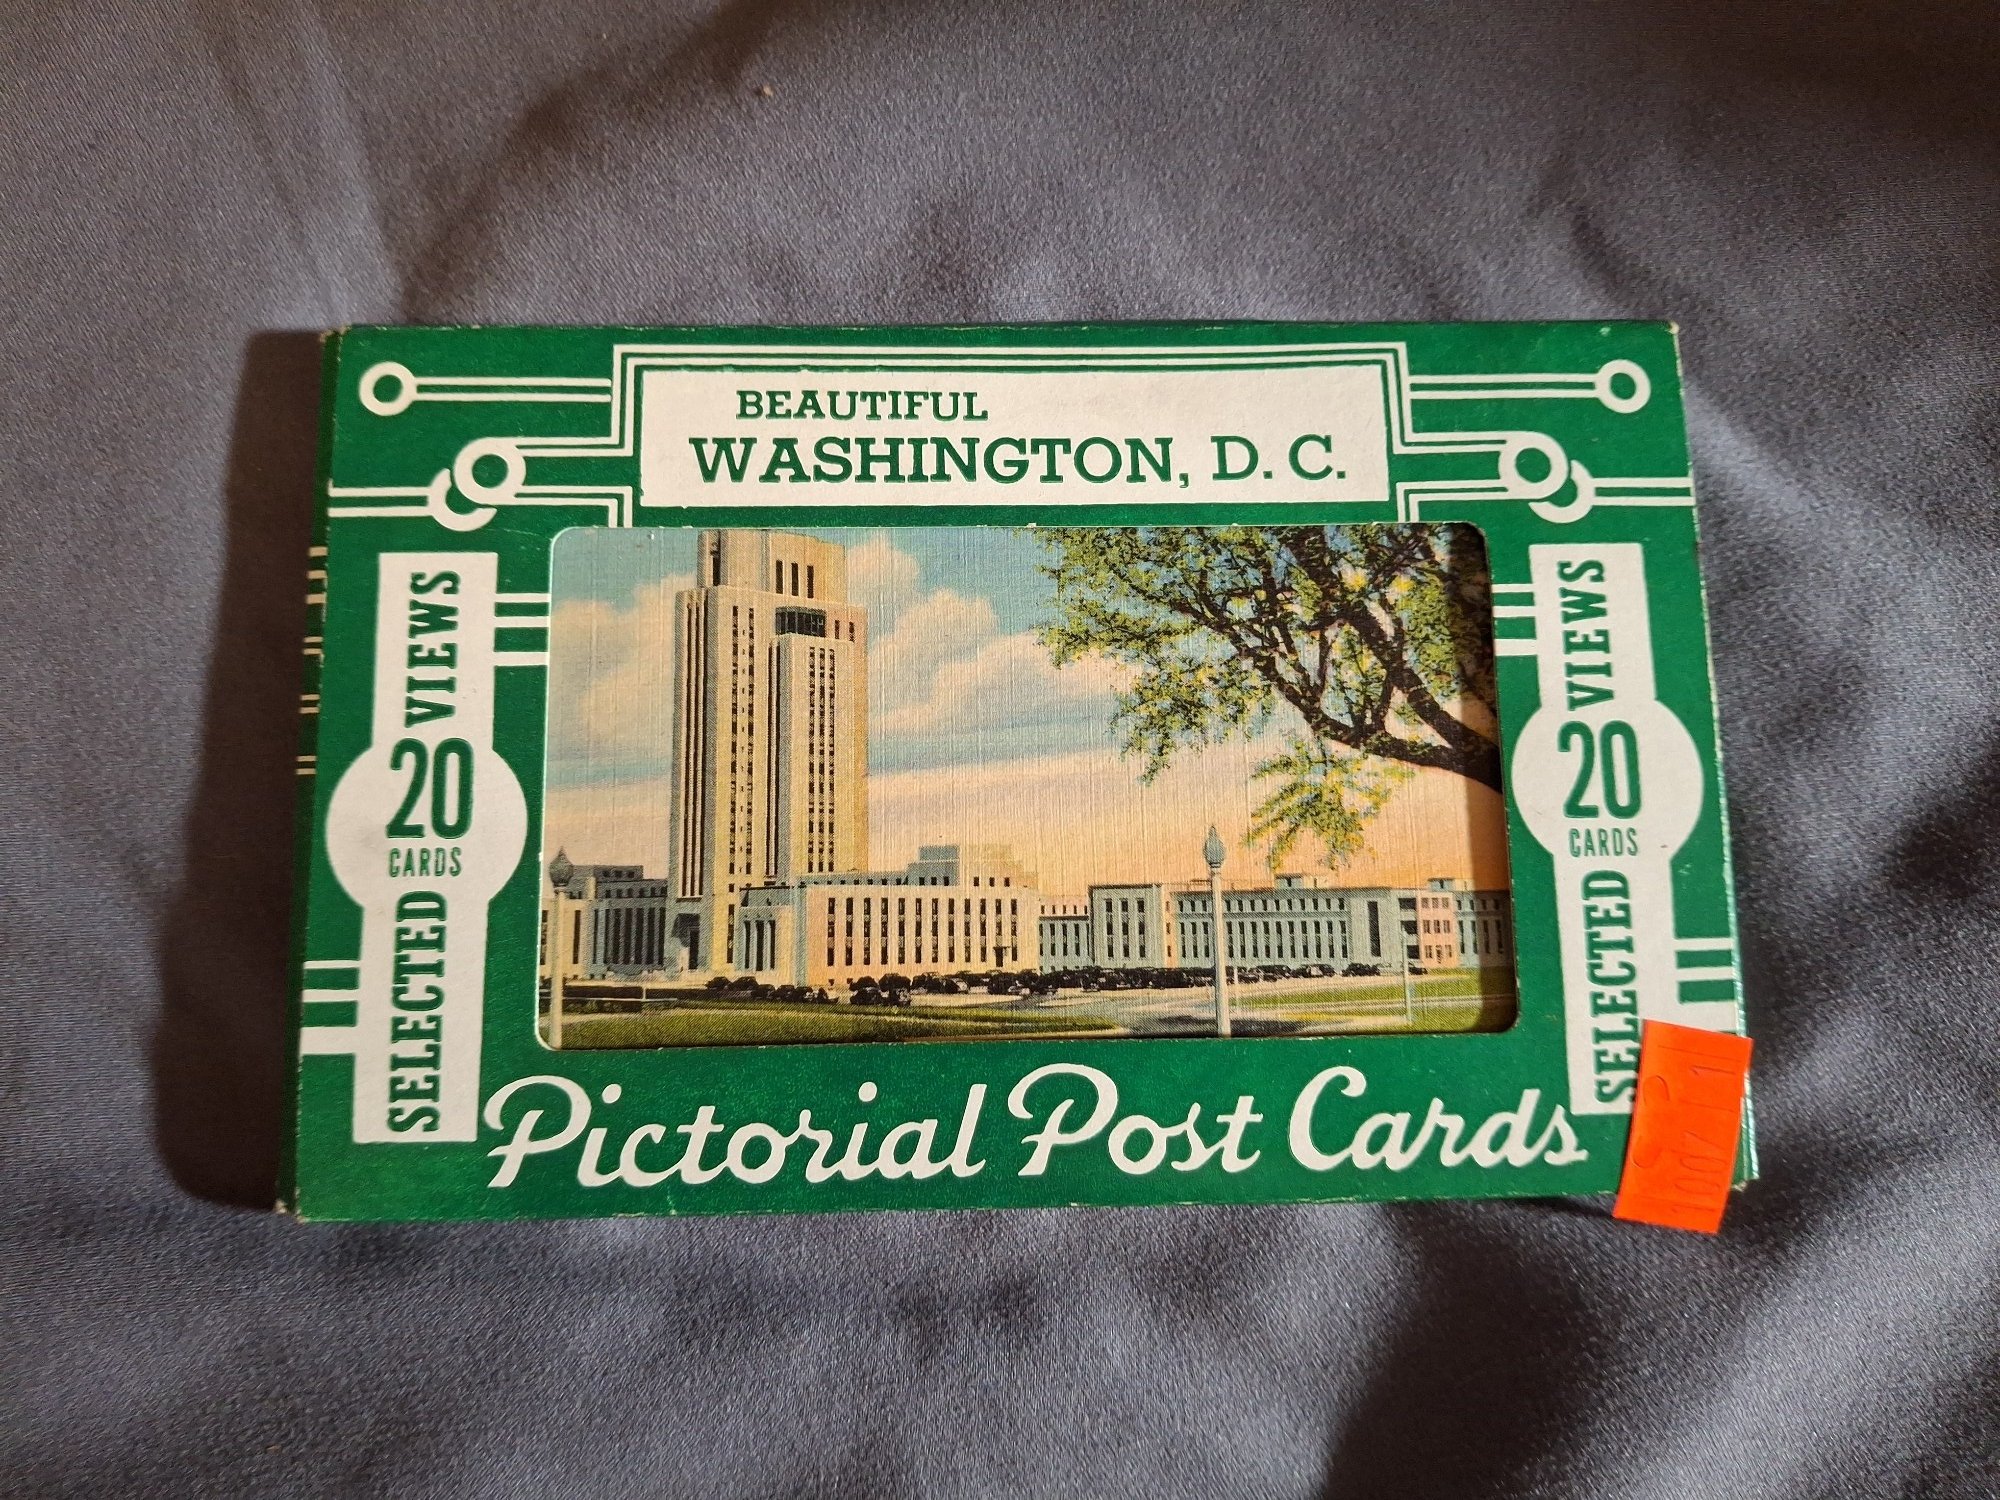 BEAUTIFUL
WASHINGTON, D. C.
SELECTED 20 VIEWS
CARDS
SELECTED 20 VIEWS
CARDS
Pictorial Post Cards